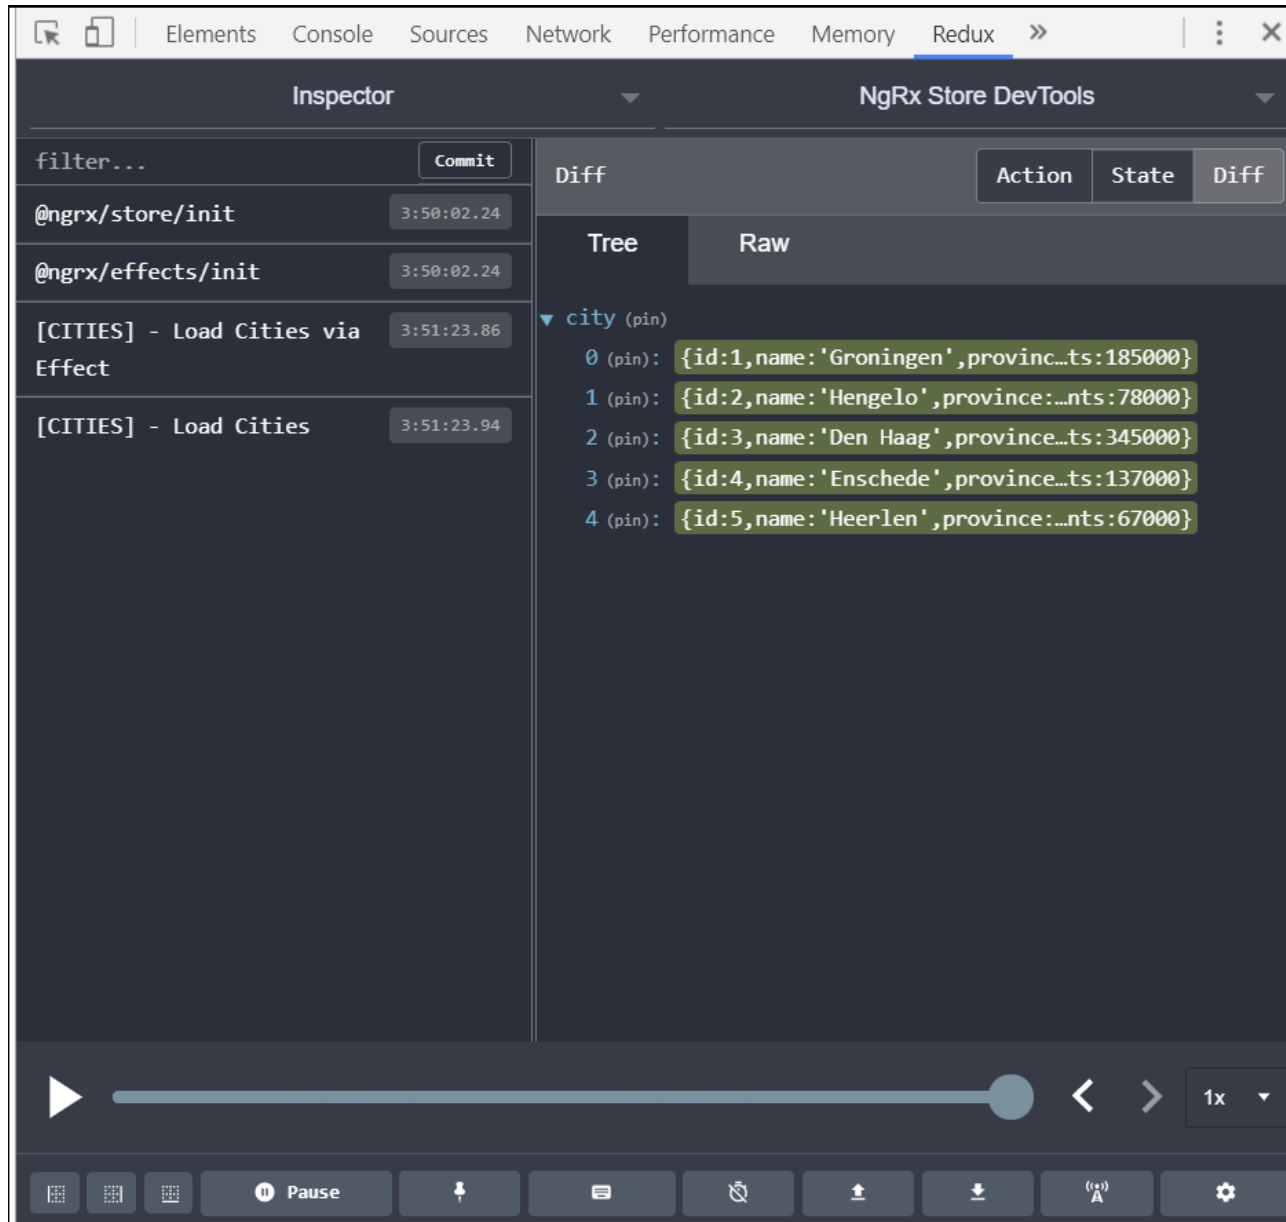 Elements Console Sources Network Performance Memory Redux »
Inspector NgRx Store DevTools
filter... Commit
Diff Action State Diff
@ngrx/store/init 3:50:02.24
Tree Raw
@ngrx/effects/init 3:50:02.24
[CITIES] - Load Cities via 3:51:23.86
Effect
[CITIES] - Load Cities 3:51:23.94
city (pin)
0 (pin): {id:1,name:'Groningen',provinc…ts:185000}
1 (pin): {id:2,name:'Hengelo',province:…nts:78000}
2 (pin): {id:3,name:'Den Haag',province…ts:345000}
3 (pin): {id:4,name:'Enschede',province…ts:137000}
4 (pin): {id:5,name:'Heerlen',province:…nts:67000}
1x
Pause